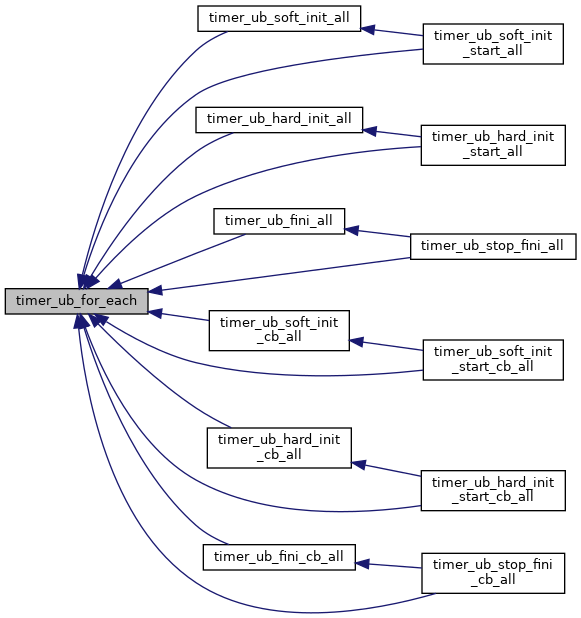 timer_ub_soft_init_all
timer_ub_soft_init
_start_all
timer_ub_hard_init_all
timer_ub_hard_init
_start_all
timer_ub_fini_all
timer_ub_stop_fini_all
timer_ub_for_each
timer_ub_soft_init
_cb_all
timer_ub_soft_init
_start_cb_all
timer_ub_hard_init
_cb_all
timer_ub_hard_init
_start_cb_all
timer_ub_fini_cb_all
timer_ub_stop_fini
_cb_all